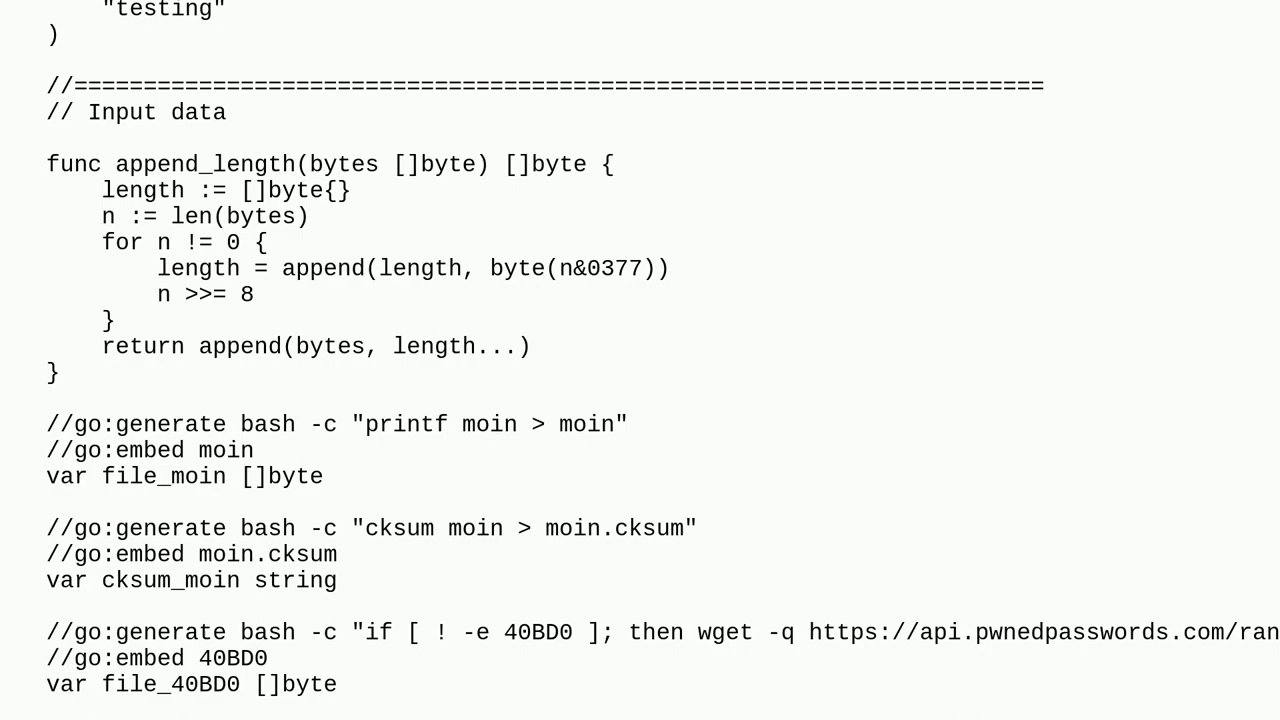 "testing"
)

//======================================================================
// Input data

func append_length(bytes []byte) []byte {
    length := []byte{}
    n := len(bytes)
    for n != 0 {
        length = append(length, byte(n&0377))
        n >>= 8
    }
    return append(bytes, length...)
}

//go:generate bash -c "printf moin > moin"
//go:embed moin
var file_moin []byte

//go:generate bash -c "cksum moin > moin.cksum"
//go:embed moin.cksum
var cksum_moin string

//go:generate bash -c "if [ ! -e 40BD0 ]; then wget -q https://api.pwnedpasswords.com/ran
//go:embed 40BD0
var file_40BD0 []byte